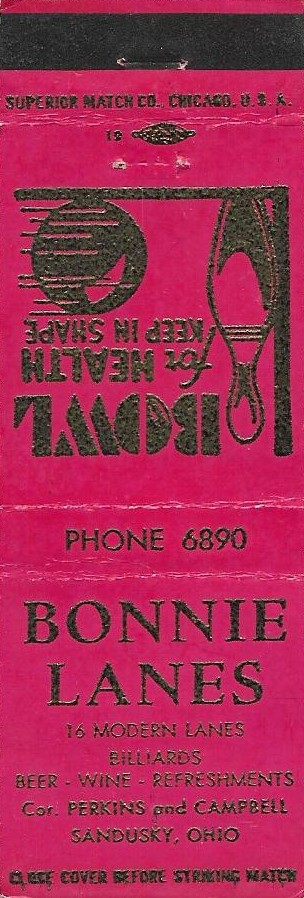 SUPERIOR MATCH CO., CHICAGO, U.S.A.
BOWL
for HEALTH
KEEP IN SHAPE
PHONE 6890
BONNIE
LANES
16 MODERN LANES
BILLIARDS
BEER - WINE - REFRESHMENTS
Cor. PERKINS and CAMPBELL
SANDUSKY, OHIO
CLOSE COVER BEFORE STRIKING MATCH